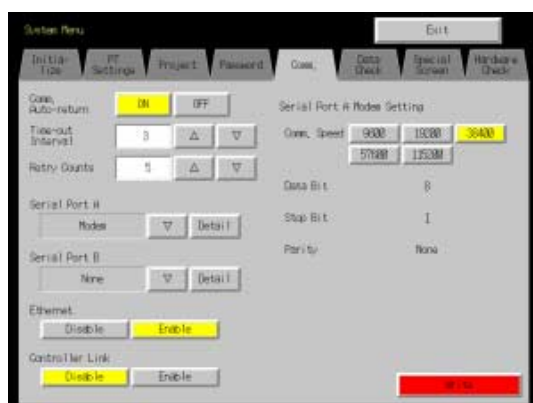 System Menu
Exit
Initialize
PT Settings
Project
Password
Comm.
Data Check
Special Screen
Hardware Check
Comm. Auto-return
ON
OFF
Serial Port A Modem Setting
Time-out Interval
3
△
▽
Comm. Speed
9600
19200
38400
57600
115200
Retry Counts
5
△
▽
Data Bit
8
Serial Port A
Modem
▽
Detail
Stop Bit
1
Serial Port B
None
▽
Detail
Parity
None
Ethernet
Disable
Enable
Controller Link
Disable
Enable
Write